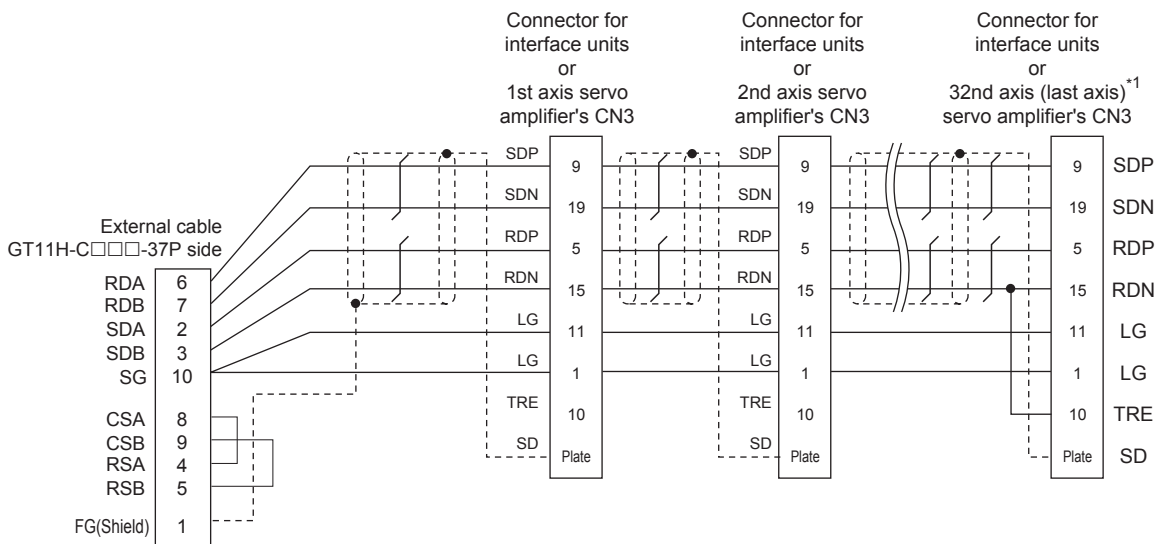 Connector for
interface units
or
1st axis servo
amplifier's CN3
Connector for
interface units
or
2nd axis servo
amplifier's CN3
Connector for
interface units
or
32nd axis (last axis)*1
servo amplifier's CN3
External cable
GT11H-C□□□-37P side
RDA 6
RDB 7
SDA 2
SDB 3
SG 10
CSA 8
CSB 9
RSA 4
RSB 5
FG(Shield) 1
SDP 9
SDN 19
RDP 5
RDN 15
LG 11
LG 1
TRE 10
SD Plate
SDP 9
SDN 19
RDP 5
RDN 15
LG 11
LG 1
TRE 10
SD Plate
9 SDP
19 SDN
5 RDP
15 RDN
11 LG
1 LG
10 TRE
Plate SD